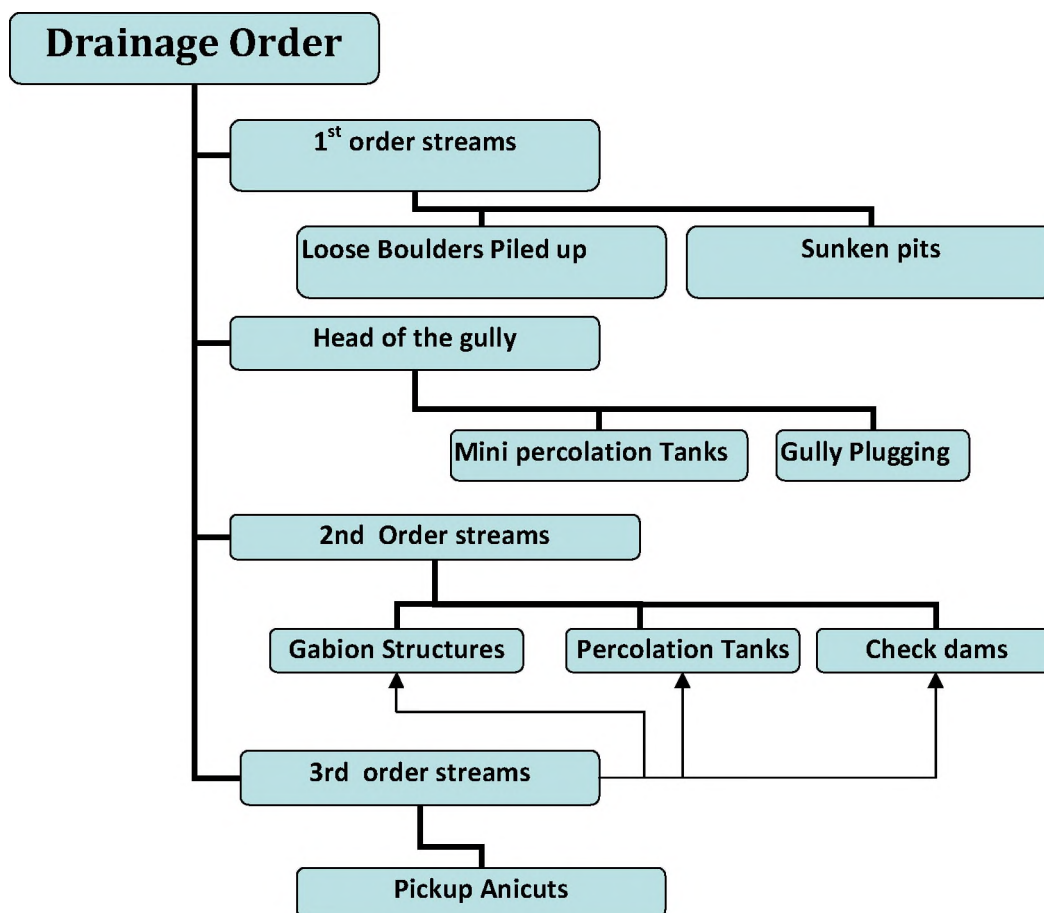 Drainage Order
1st order streams
Loose Boulders Piled up
Sunken pits
Head of the gully
Mini percolation Tanks
Gully Plugging
2nd Order streams
Gabion Structures
Percolation Tanks
Check dams
3rd order streams
Pickup Anicuts